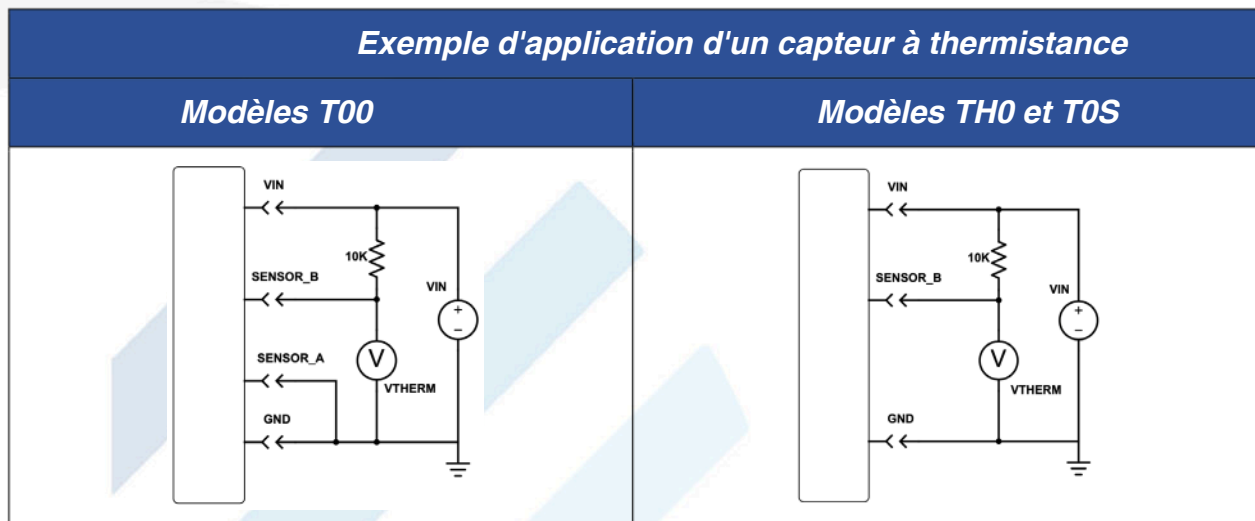 Exemple d'application d'un capteur à thermistance
Modèles T00
Modèles TH0 et T0S
VIN
10K
SENSOR_B
VIN
+
−
SENSOR_A
V
VTHERM
GND
VIN
10K
SENSOR_B
VIN
+
−
V
VTHERM
GND